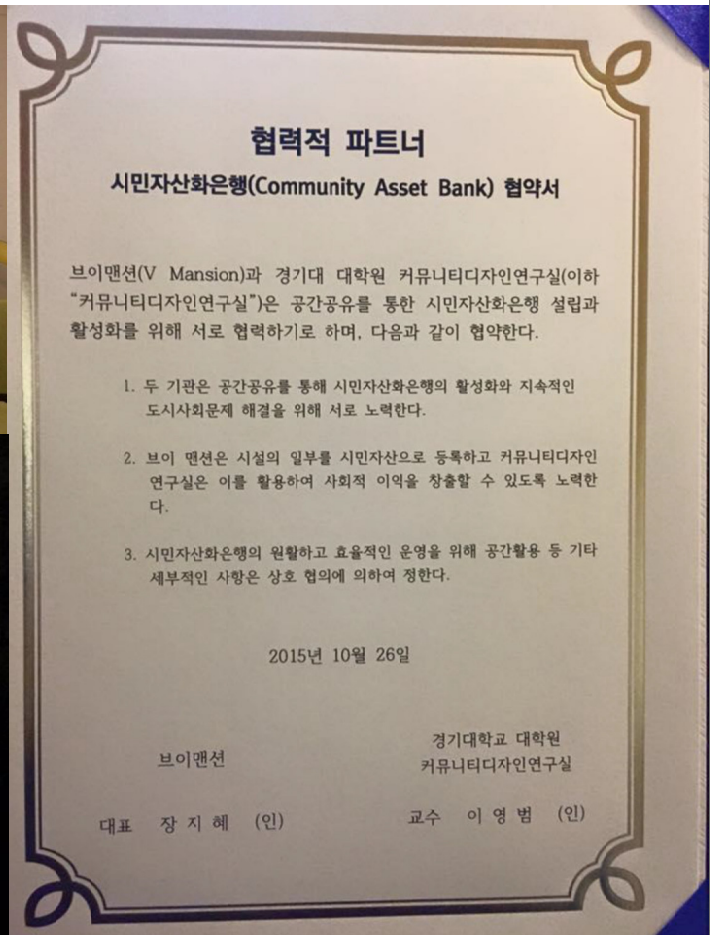 협력적 파트너
시민자산화은행(Community Asset Bank) 협약서
브이맨션(V Mansion)과 경기대 대학원 커뮤니티디자인연구실(이하
“커뮤니티디자인연구실”)은 공간공유를 통한 시민자산화은행 설립과
활성화를 위해 서로 협력하기로 하며, 다음과 같이 협약한다.
1. 두 기관은 공간공유를 통해 시민자산화은행의 활성화와 지속적인
도시사회문제 해결을 위해 서로 노력한다.
2. 브이 맨션은 시설의 일부를 시민자산으로 등록하고 커뮤니티디자인
연구실은 이를 활용하여 사회적 이익을 창출할 수 있도록 노력한
다.
3. 시민자산화은행의 원활하고 효율적인 운영을 위해 공간활용 등 기타
세부적인 사항은 상호 협의에 의하여 정한다.
2015년 10월 26일
브이맨션
대표 장 지 혜 (인)
경기대학교 대학원
커뮤니티디자인연구실
교수 이 영 범 (인)